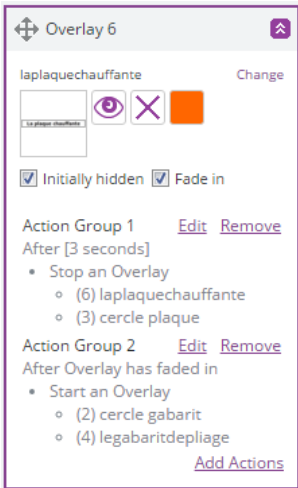 Overlay 6
laplaquechauffante Change
La plaque chauffante
Initially hidden Fade in
Action Group 1 Edit Remove
After [3 seconds]
Stop an Overlay
(6) laplaquechauffante
(3) cercle plaque
Action Group 2 Edit Remove
After Overlay has faded in
Start an Overlay
(2) cercle gabarit
(4) legabaritdepliage
Add Actions